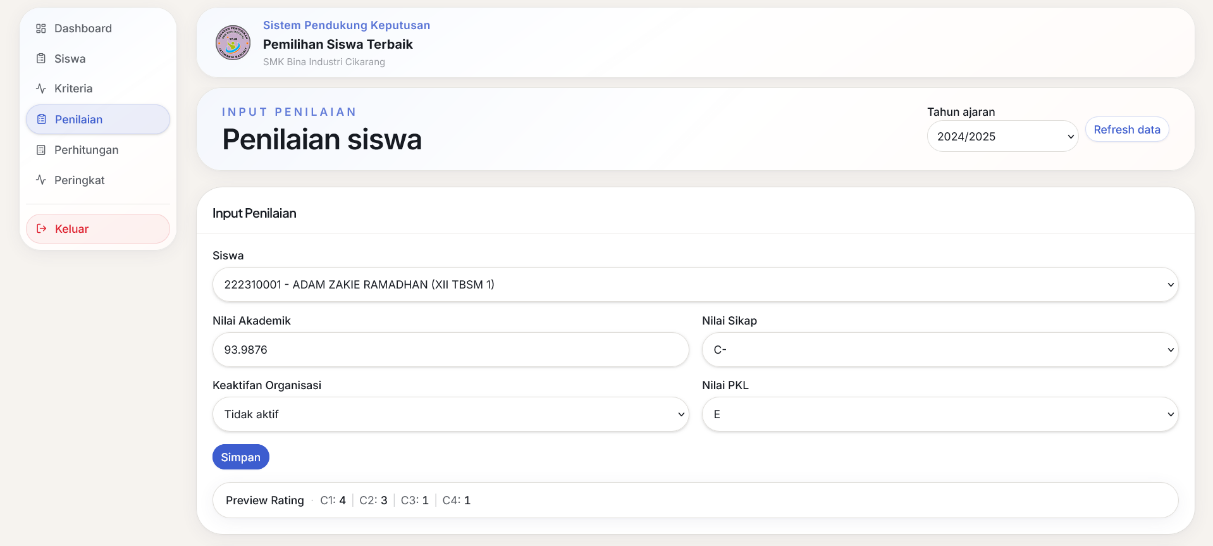 Dashboard
Siswa
Kriteria
Penilaian
Perhitungan
Peringkat
Keluar
Sistem Pendukung Keputusan
Pemilihan Siswa Terbaik
SMK Bina Industri Cikarang
INPUT PENILAIAN
Penilaian siswa
Tahun ajaran
2024/2025
Refresh data
Input Penilaian
Siswa
222310001 - ADAM ZAKIE RAMADHAN (XII TBSM 1)
Nilai Akademik
93.9876
Nilai Sikap
C-
Keaktifan Organisasi
Tidak aktif
Nilai PKL
E
Simpan
Preview Rating · C1: 4 | C2: 3 | C3: 1 | C4: 1